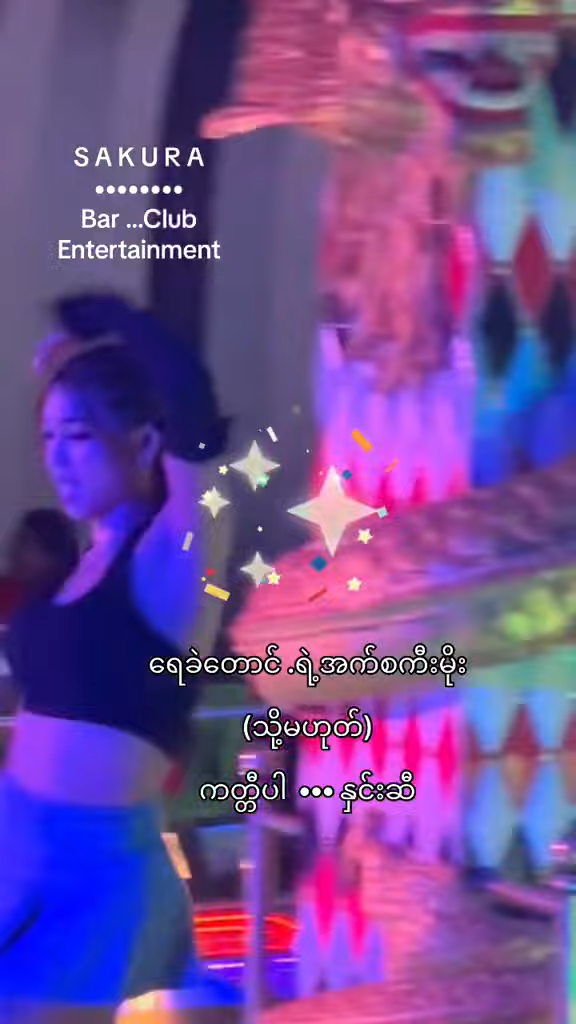 SAKURA
••••••••
Bar ...Club
Entertainment
ရေခဲတောင် .ရဲ့အက်စကီးမိုး
(သို့မဟုတ်)
ကတ္တီပါ ••• နှင်းဆီ